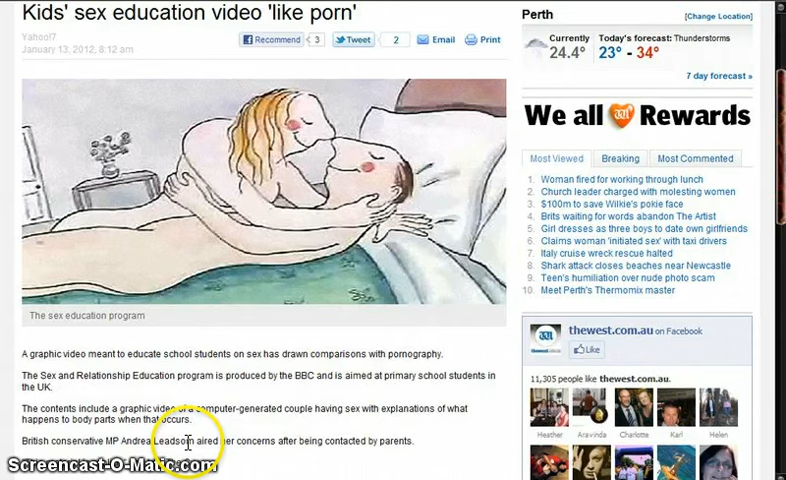 Kids' sex education video 'like porn'
Yahoo!7
January 13, 2012, 8:12 am
Recommend 3 Tweet 2 Email Print
The sex education program
A graphic video meant to educate school students on sex has drawn comparisons with pornography.
The Sex and Relationship Education program is produced by the BBC and is aimed at primary school students in
the UK.
The contents include a graphic video of a computer-generated couple having sex with explanations of what
happens to body parts when that occurs.
British conservative MP Andrea Leadsom aired her concerns after being contacted by parents.
Perth [Change Location]
Currently
24.4°
Today's forecast: Thunderstorms
23° - 34°
7 day forecast »
We all Rewards
Most Viewed Breaking Most Commented
1. Woman fired for working through lunch
2. Church leader charged with molesting women
3. $100m to save Wilkie's pokie face
4. Brits waiting for words abandon The Artist
5. Girl dresses as three boys to date own girlfriends
6. Claims woman 'initiated sex' with taxi drivers
7. Italy cruise wreck rescue halted
8. Shark attack closes beaches near Newcastle
9. Teen's humiliation over nude photo scam
10. Meet Perth's Thermomix master
thewest.com.au on Facebook
Like
11,305 people like thewest.com.au.
Heather Aravinda Charlotte Karl Helen
Screencast-O-Matic.com